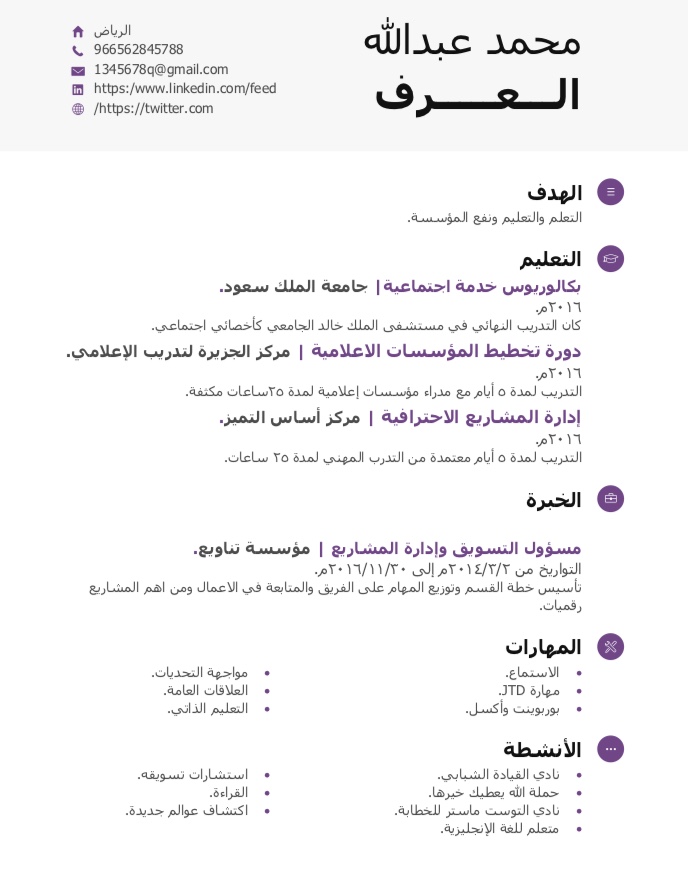 محمد عبدالله
العرف
الرياض
966562845788
1345678q@gmail.com
https:/www.linkedin.com/feed
/https://twitter.com
الهدف
التعلم والتعليم ونفع المؤسسة.
التعليم
بكالوريوس خدمة اجتماعية| جامعة الملك سعود.
٢٠١٦م.
كان التدريب النهائي في مستشفى الملك خالد الجامعي كأخصائي اجتماعي.
دورة تخطيط المؤسسات الاعلامية | مركز الجزيرة لتدريب الإعلامي.
٢٠١٦م.
التدريب لمدة ٥ أيام مع مدراء مؤسسات إعلامية لمدة ٢٥ساعات مكثفة.
إدارة المشاريع الاحترافية | مركز أساس التميز.
٢٠١٦م.
التدريب لمدة ٥ أيام معتمدة من التدرب المهني لمدة ٢٥ ساعات.
الخبرة
مسؤول التسويق وإدارة المشاريع | مؤسسة تناويع.
التواريخ من ٢٠١٤/٣/٢م إلى ٢٠١٦/١١/٣٠م.
تأسيس خطة القسم وتوزيع المهام على الفريق والمتابعة في الاعمال ومن اهم المشاريع
رقميات.
المهارات
الاستماع.
مهارة JTD.
بوربوينت وأكسل.
مواجهة التحديات.
العلاقات العامة.
التعليم الذاتي.
الأنشطة
نادي القيادة الشبابي.
حملة الله يعطيك خيرها.
نادي التوست ماستر للخطابة.
متعلم للغة الإنجليزية.
استشارات تسويقه.
القراءة.
اكتشاف عوالم جديدة.